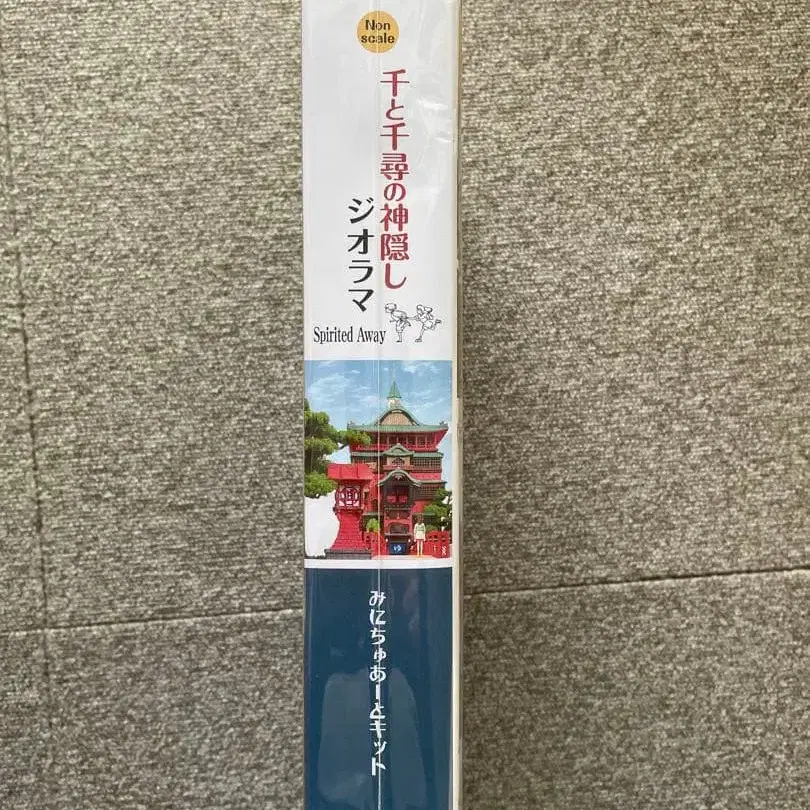 Non
scale
千と千尋の神隠し
ジオラマ
Spirited Away
ゆ
みにちゅあーとキット